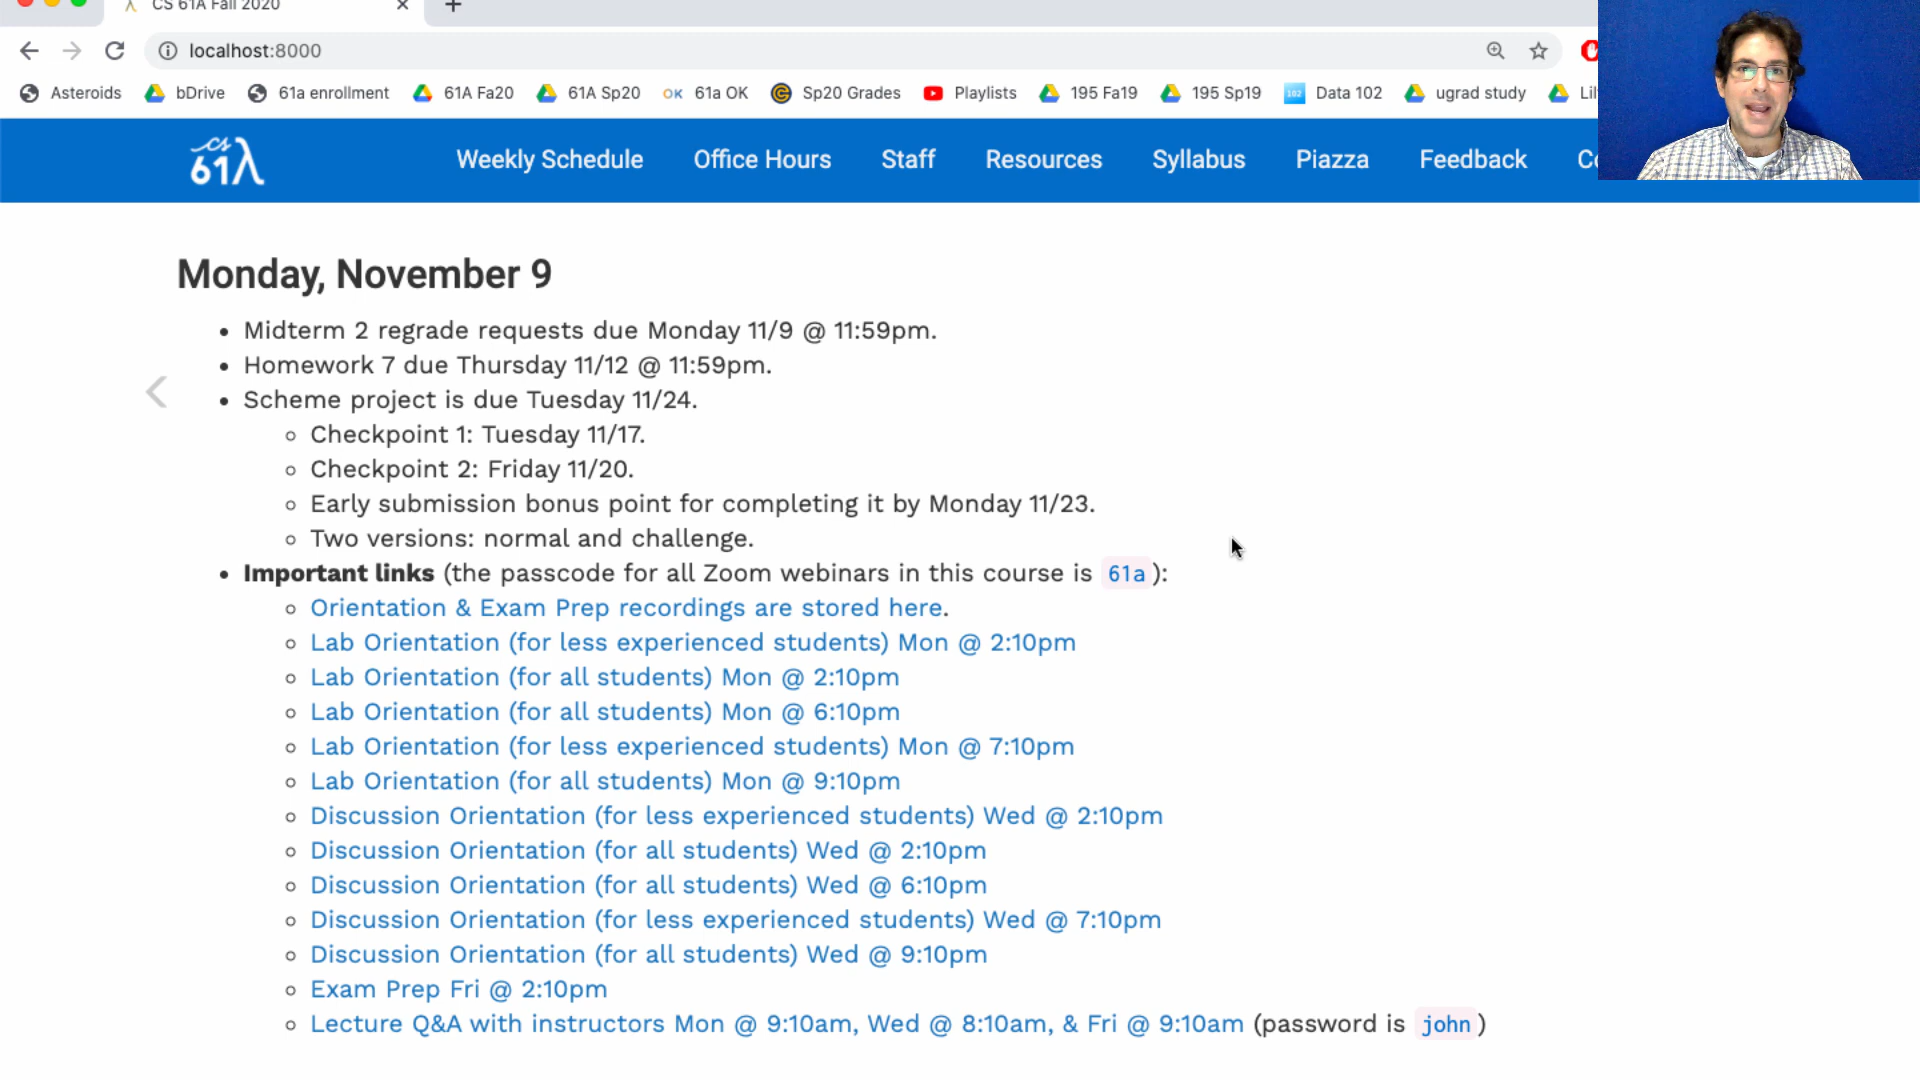 CS 61A Fall 2020
localhost:8000
Asteroids bDrive 61a enrollment 61A Fa20 61A Sp20 OK 61a OK Sp20 Grades Playlists 195 Fa19 195 Sp19 102 Data 102 ugrad study
CS 61λ Weekly Schedule Office Hours Staff Resources Syllabus Piazza Feedback
Monday, November 9
• Midterm 2 regrade requests due Monday 11/9 @ 11:59pm.
• Homework 7 due Thursday 11/12 @ 11:59pm.
• Scheme project is due Tuesday 11/24.
◦ Checkpoint 1: Tuesday 11/17.
◦ Checkpoint 2: Friday 11/20.
◦ Early submission bonus point for completing it by Monday 11/23.
◦ Two versions: normal and challenge.
• Important links (the passcode for all Zoom webinars in this course is 61a):
◦ Orientation & Exam Prep recordings are stored here.
◦ Lab Orientation (for less experienced students) Mon @ 2:10pm
◦ Lab Orientation (for all students) Mon @ 2:10pm
◦ Lab Orientation (for all students) Mon @ 6:10pm
◦ Lab Orientation (for less experienced students) Mon @ 7:10pm
◦ Lab Orientation (for all students) Mon @ 9:10pm
◦ Discussion Orientation (for less experienced students) Wed @ 2:10pm
◦ Discussion Orientation (for all students) Wed @ 2:10pm
◦ Discussion Orientation (for all students) Wed @ 6:10pm
◦ Discussion Orientation (for less experienced students) Wed @ 7:10pm
◦ Discussion Orientation (for all students) Wed @ 9:10pm
◦ Exam Prep Fri @ 2:10pm
◦ Lecture Q&A with instructors Mon @ 9:10am, Wed @ 8:10am, & Fri @ 9:10am (password is john)